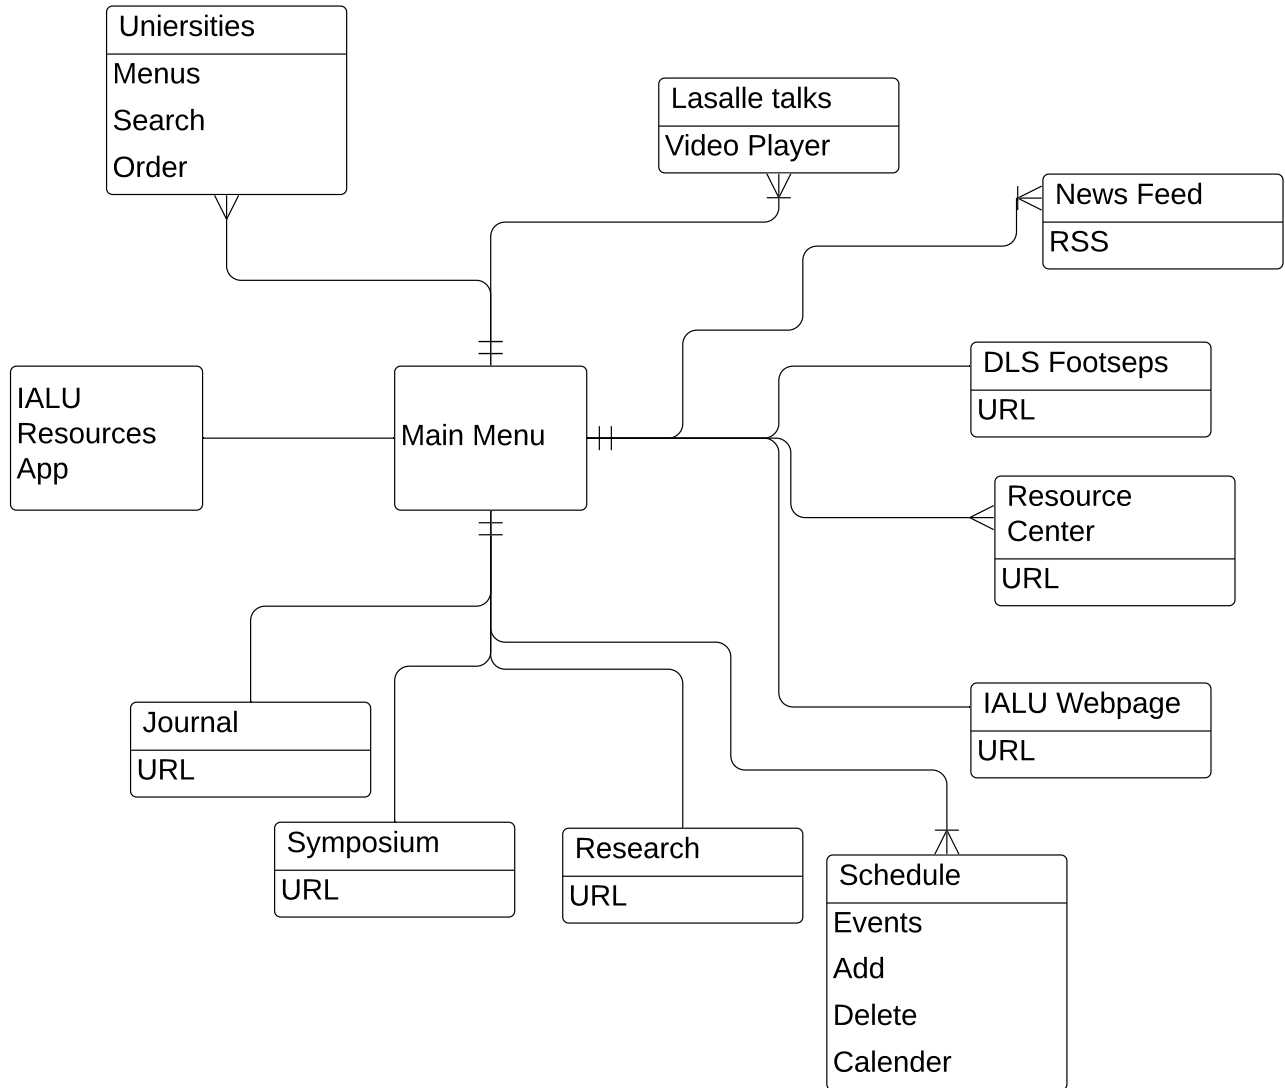 Uniersities
Menus
Search
Order
Lasalle talks
Video Player
News Feed
RSS
DLS Footseps
URL
IALU
Resources
App
Main Menu
Resource
Center
URL
IALU Webpage
URL
Journal
URL
Symposium
URL
Research
URL
Schedule
Events
Add
Delete
Calender